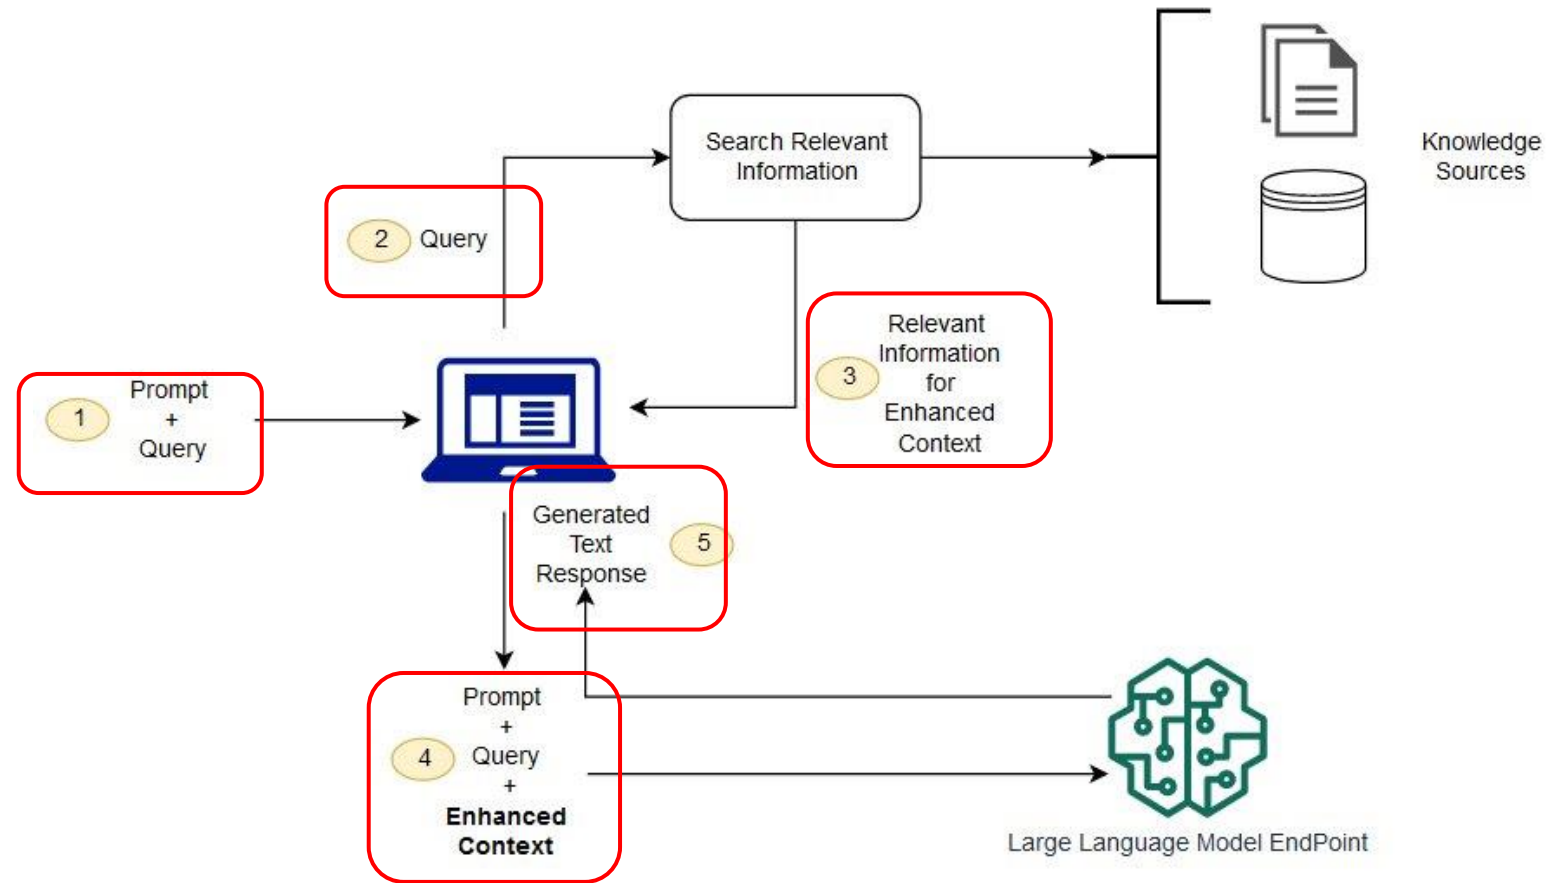 Search Relevant
Information
Knowledge
Sources
2 Query
Relevant
Information
3 for
Enhanced
Context
Prompt
1 +
Query
Generated
Text 5
Response
Prompt
+
4 Query
+
Enhanced
Context
Large Language Model EndPoint